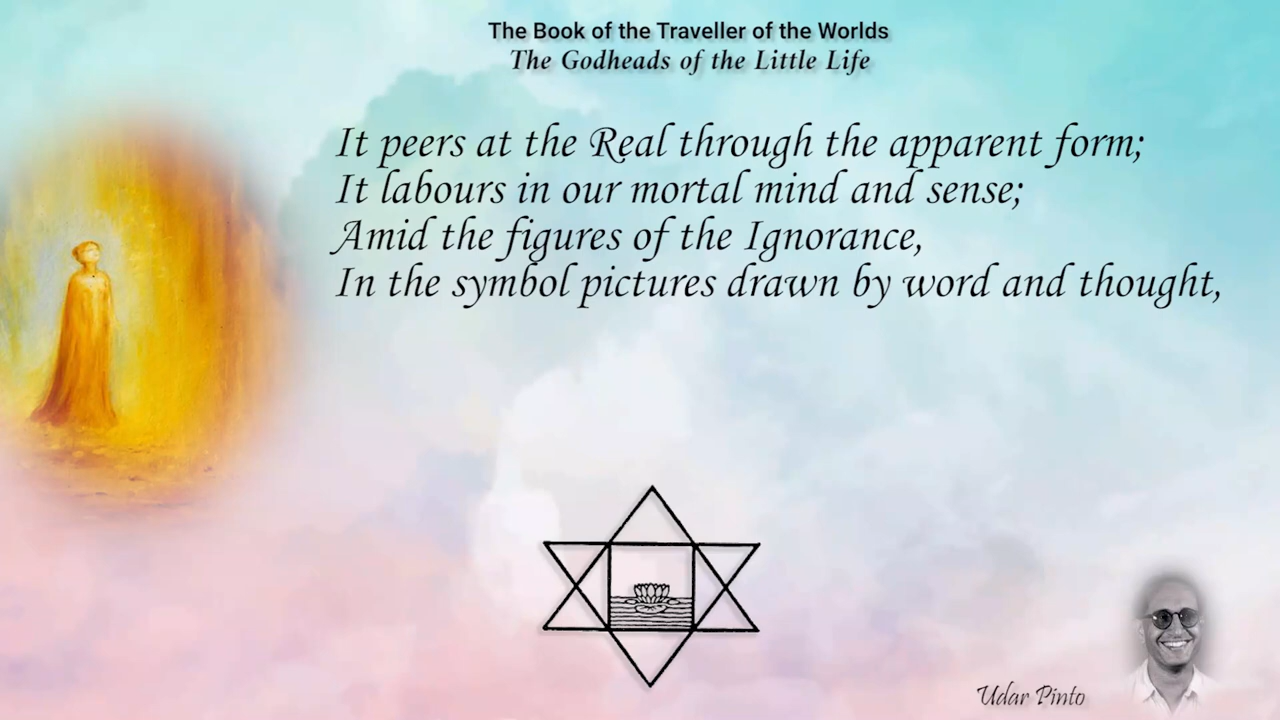 The Book of the Traveller of the Worlds
The Godheads of the Little Life
It peers at the Real through the apparent form;
It labours in our mortal mind and sense;
Amid the figures of the Ignorance,
In the symbol pictures drawn by word and thought,
Udar Pinto